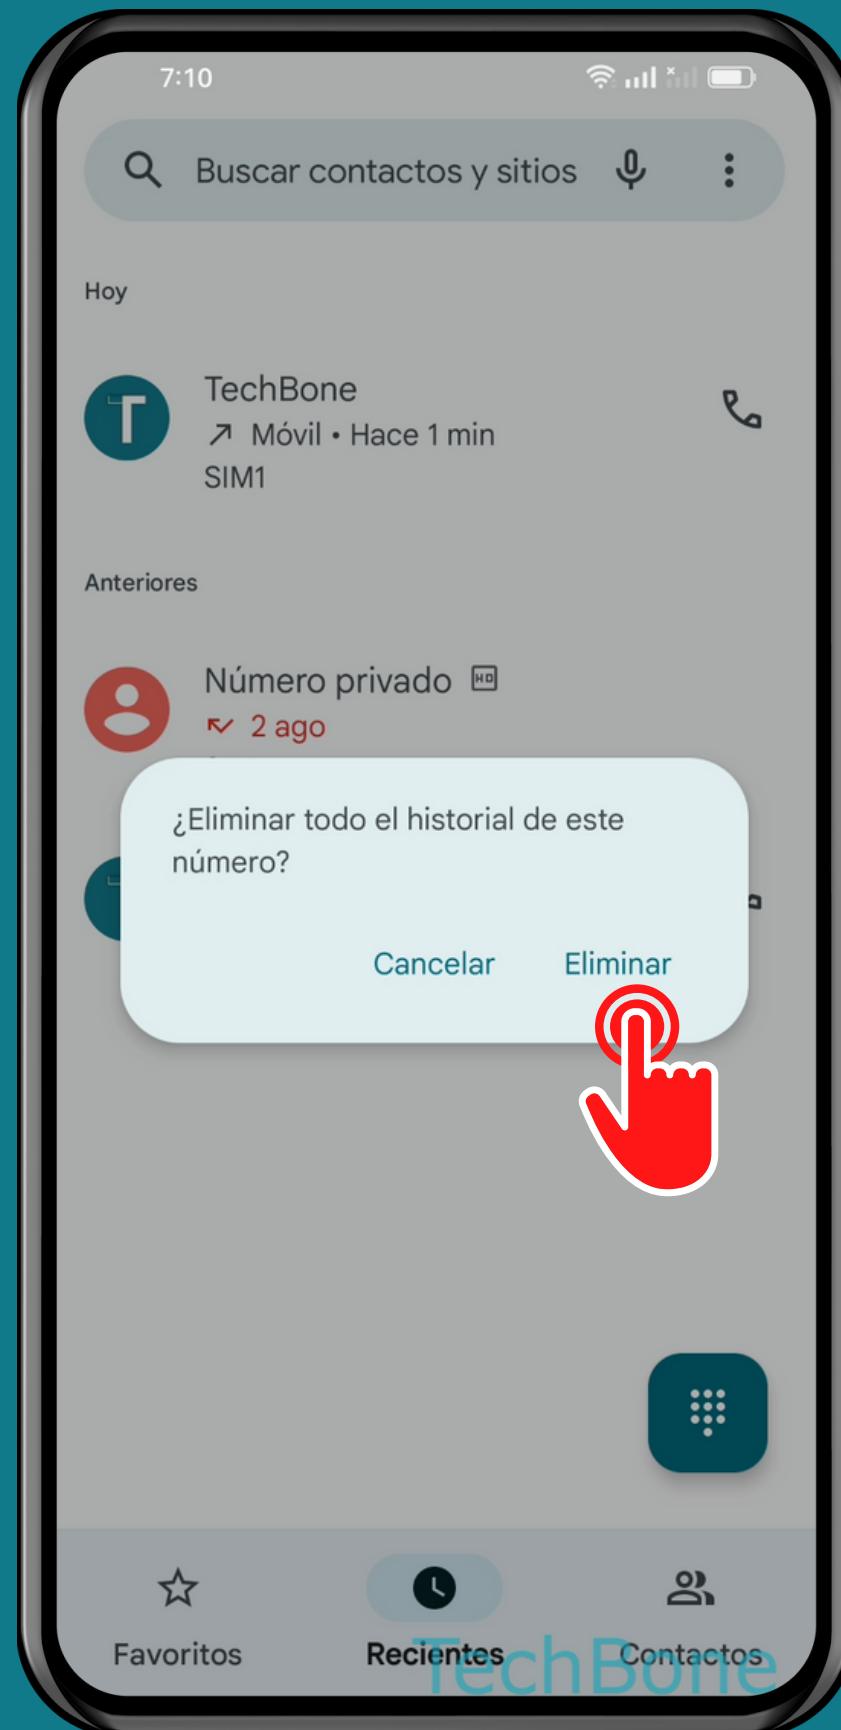 7:10
Buscar contactos y sitios
Hoy
T
TechBone
Móvil • Hace 1 min
SIM1
Anteriores
Número privado HD
2 ago
¿Eliminar todo el historial de este
número?
Cancelar Eliminar
Favoritos Recientes Contactos
TechBone